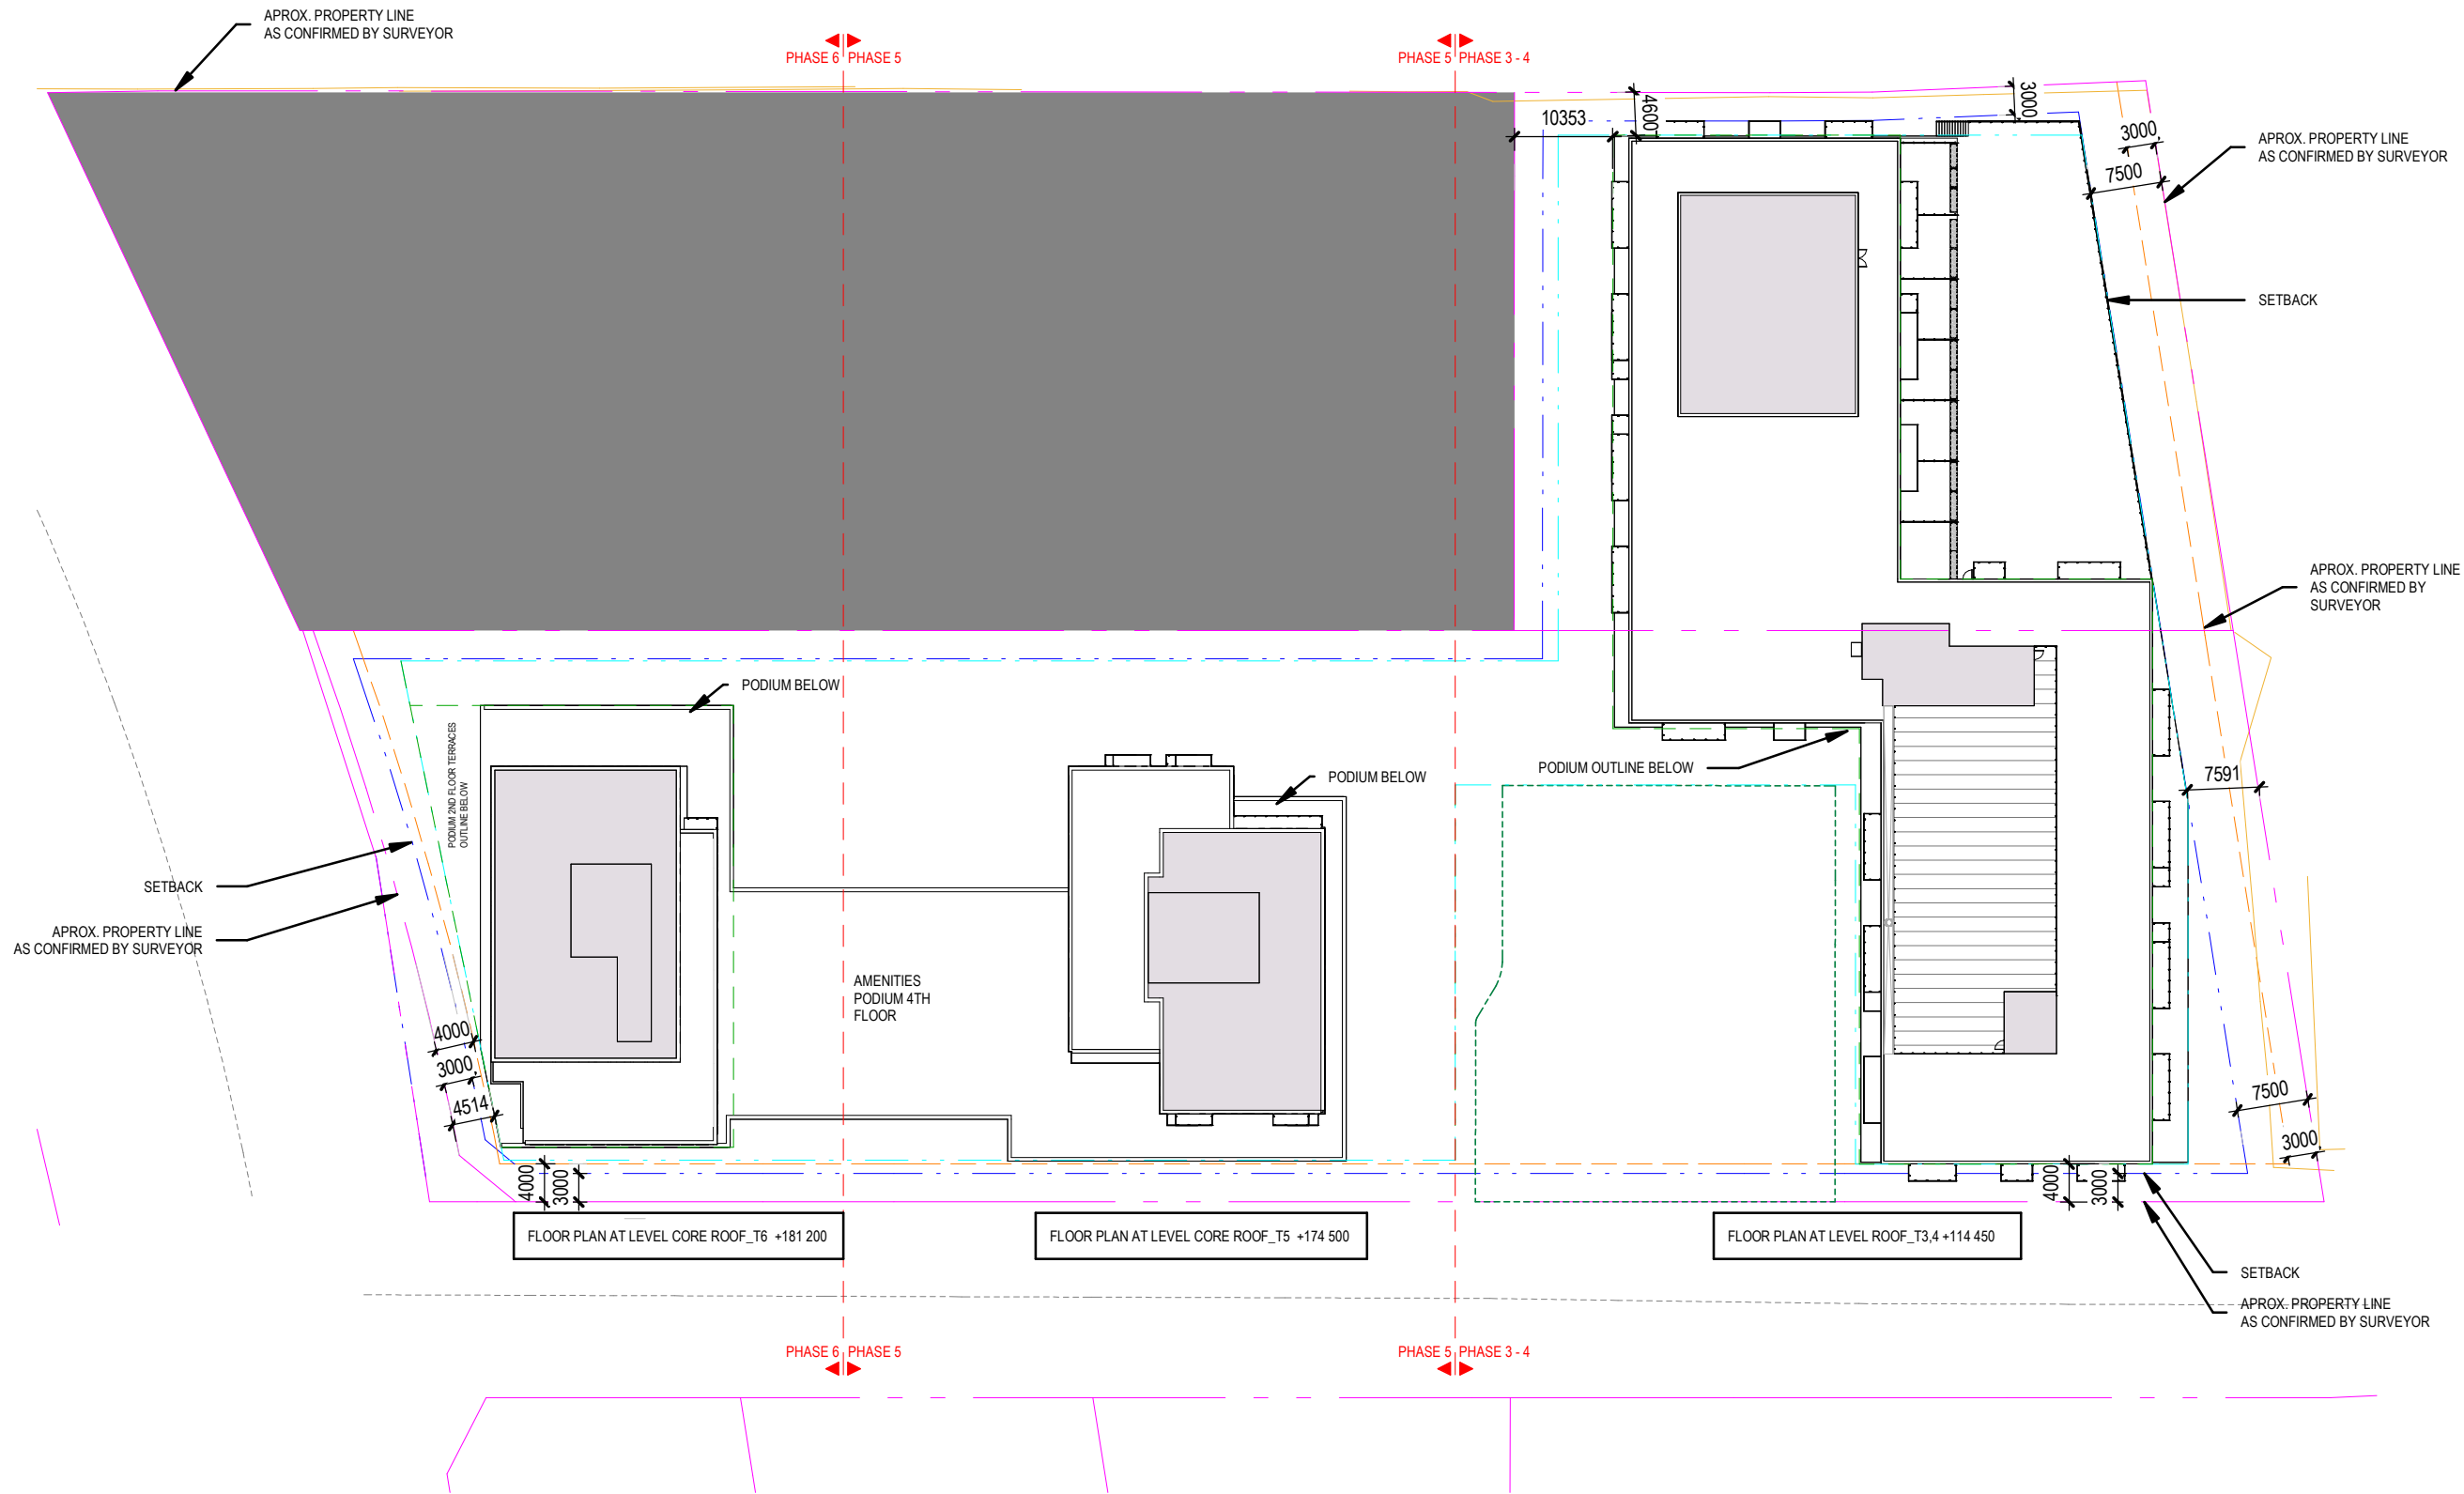 APROX. PROPERTY LINE
AS CONFIRMED BY SURVEYOR
PHASE 6
PHASE 5
PHASE 5
PHASE 3 - 4
10353
4600
3000
3000
7500
APROX. PROPERTY LINE
AS CONFIRMED BY SURVEYOR
SETBACK
APROX. PROPERTY LINE
AS CONFIRMED BY
SURVEYOR
PODIUM BELOW
PODIUM 2ND FLOOR TERRACES
OUTLINE BELOW
PODIUM BELOW
PODIUM OUTLINE BELOW
7591
SETBACK
APROX. PROPERTY LINE
AS CONFIRMED BY SURVEYOR
AMENITIES
PODIUM 4TH
FLOOR
4000
3000
4514
4000
3000
7500
3000
4000
3000
FLOOR PLAN AT LEVEL CORE ROOF_T6 +181 200
FLOOR PLAN AT LEVEL CORE ROOF_T5 +174 500
FLOOR PLAN AT LEVEL ROOF_T3,4 +114 450
SETBACK
APROX. PROPERTY LINE
AS CONFIRMED BY SURVEYOR
PHASE 6
PHASE 5
PHASE 5
PHASE 3 - 4